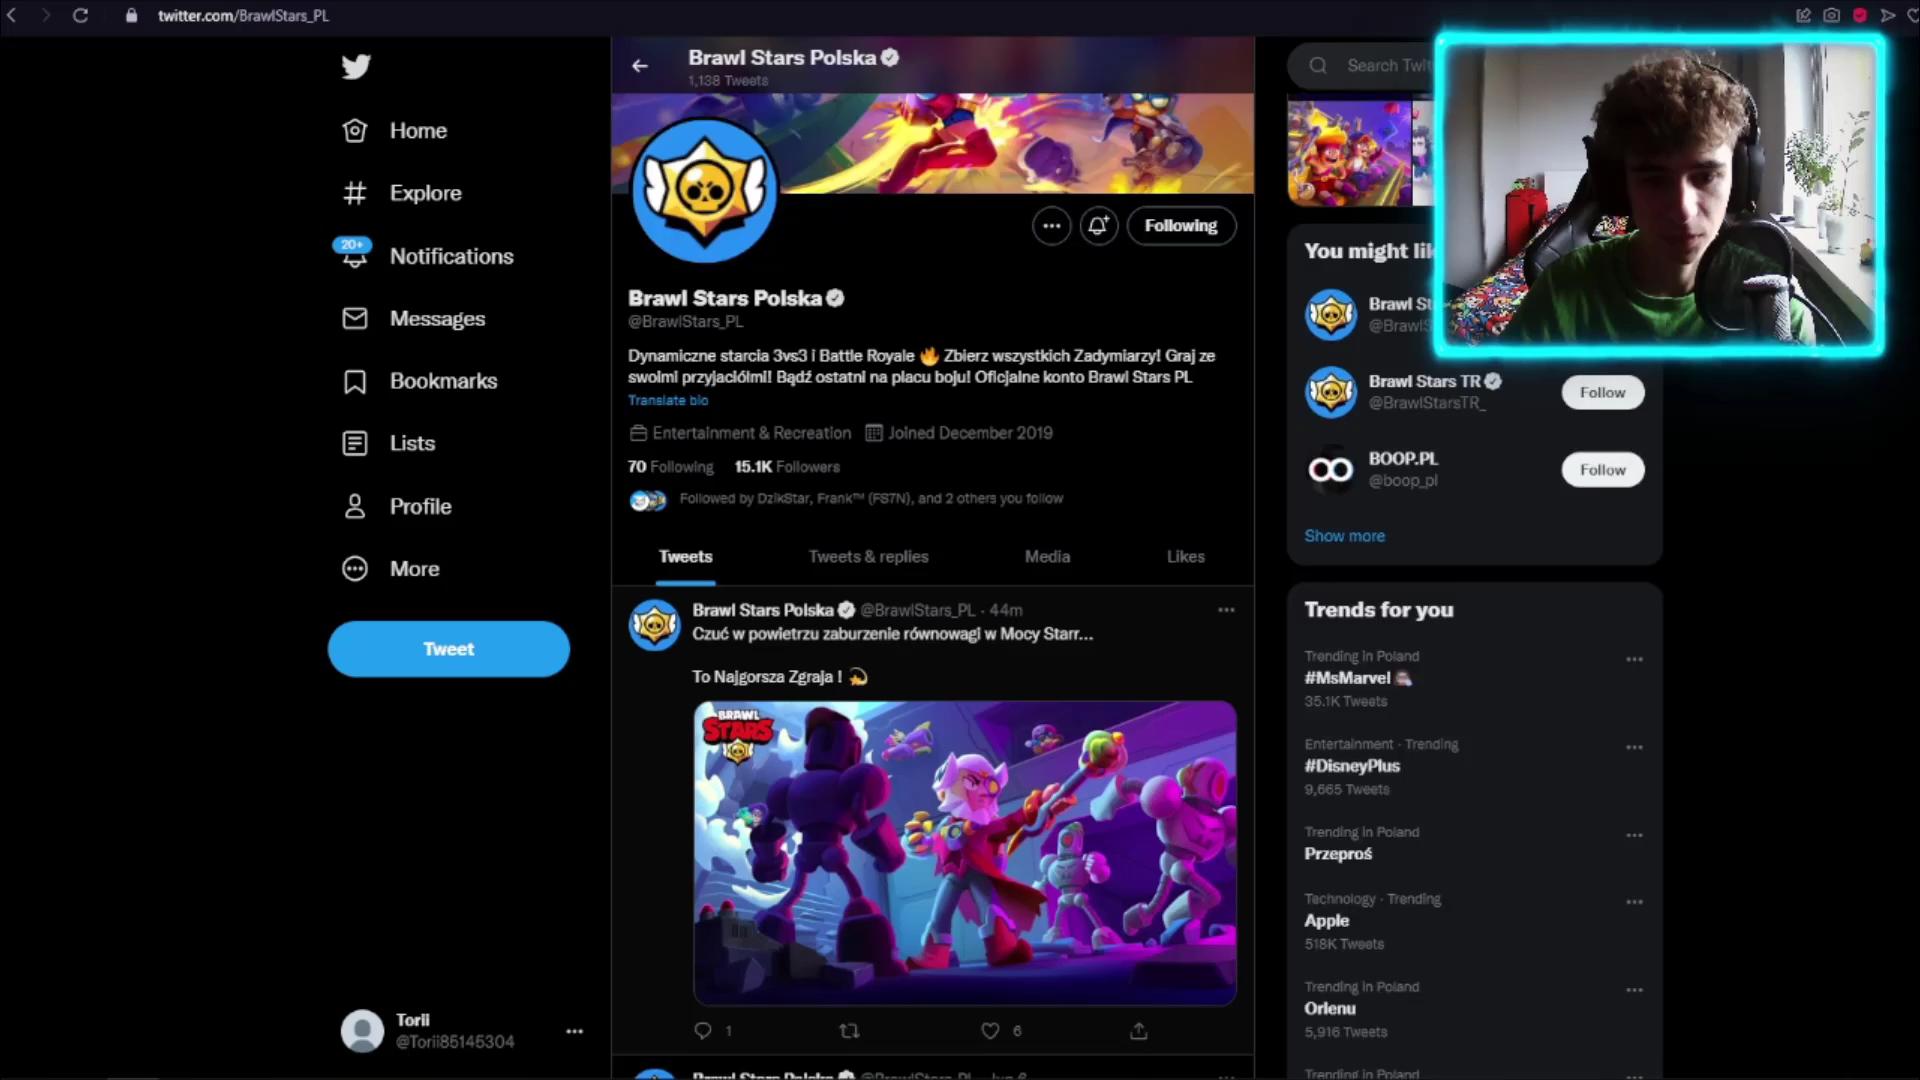 twitter.com/BrawlStars_PL
Home
Explore
20+
Notifications
Messages
Bookmarks
Lists
Profile
More
Tweet
Torii
@Torii85145304
Brawl Stars Polska
1,138 Tweets
Following
Brawl Stars Polska
@BrawlStars_PL
Dynamiczne starcia 3vs3 i Battle Royale 🔥 Zbierz wszystkich Zadymiarzy! Graj ze
swoimi przyjaciółmi! Bądź ostatni na placu boju! Oficjalne konto Brawl Stars PL
Translate bio
Entertainment & Recreation Joined December 2019
70 Following 15.1K Followers
Followed by DzikStar, Frank™ (FS7N), and 2 others you follow
Tweets Tweets & replies Media Likes
Brawl Stars Polska @BrawlStars_PL · 44m
Czuć w powietrzu zaburzenie równowagi w Mocy Starr...
To Najgorsza Zgraja ! 💫
BRAWL
STARS
1 6
Brawl Stars Polska @BrawlStars_PL · Jun 6
Search Twit
You might lik
Brawl St
@BrawlS
Brawl Stars TR
@BrawlStarsTR_
Follow
BOOP.PL
@boop_pl
Follow
Show more
Trends for you
Trending in Poland
#MsMarvel
35.1K Tweets
Entertainment · Trending
#DisneyPlus
9,665 Tweets
Trending in Poland
Przeproś
Technology · Trending
Apple
518K Tweets
Trending in Poland
Orlenu
5,916 Tweets
Trending in Poland